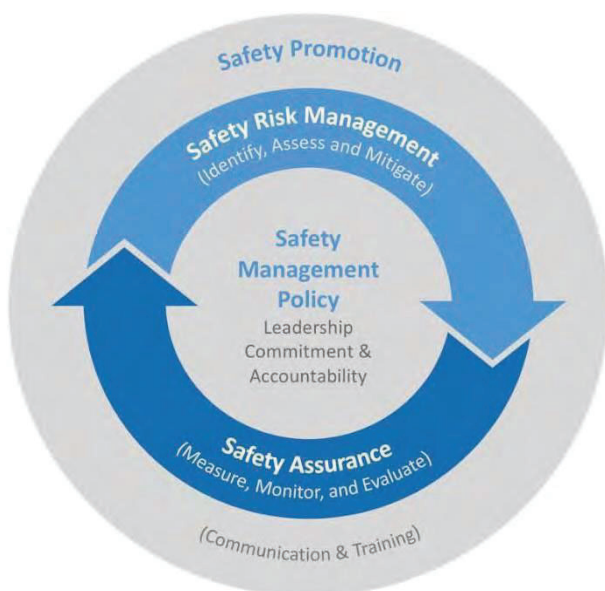 Safety Promotion
Safety Risk Management
(Identify, Assess and Mitigate)
Safety
Management
Policy
Leadership
Commitment &
Accountability
Safety Assurance
(Measure, Monitor, and Evaluate)
(Communication & Training)